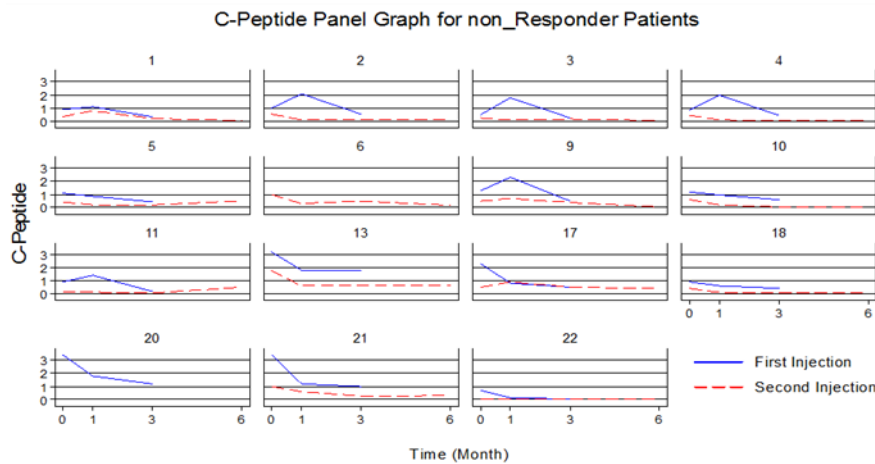 C-Peptide Panel Graph for non_Responder Patients
1 2 3 4
3
2
1
0
5 6 9 10
3
2
1
0
C-Peptide
11 13 17 18
3
2
1
0
0 1 3 6
20 21 22
3
2
1
0
First Injection
Second Injection
0 1 3 6 0 1 3 6 0 1 3 6
Time (Month)